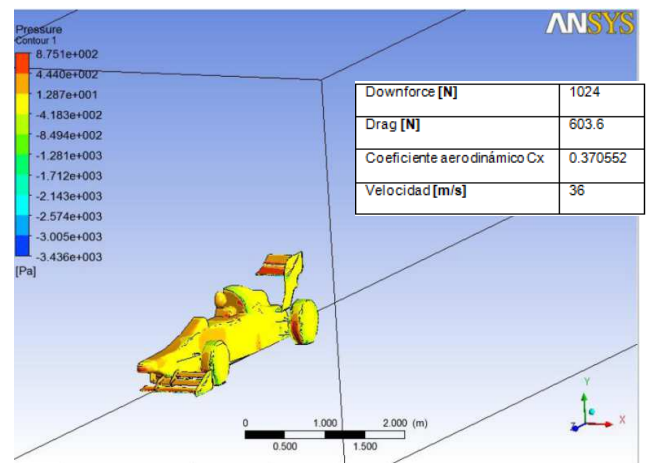 ANSYS
Pressure
Contour 1
8.751e+002
4.440e+002
1.287e+001
-4.183e+002
-8.494e+002
-1.281e+003
-1.712e+003
-2.143e+003
-2.574e+003
-3.005e+003
-3.436e+003
[Pa]
Downforce [N] 1024
Drag [N] 603.6
Coeficiente aerodinámico Cx 0.370552
Velocidad [m/s] 36
0 1.000 2.000 (m)
0.500 1.500
Y
X
Z